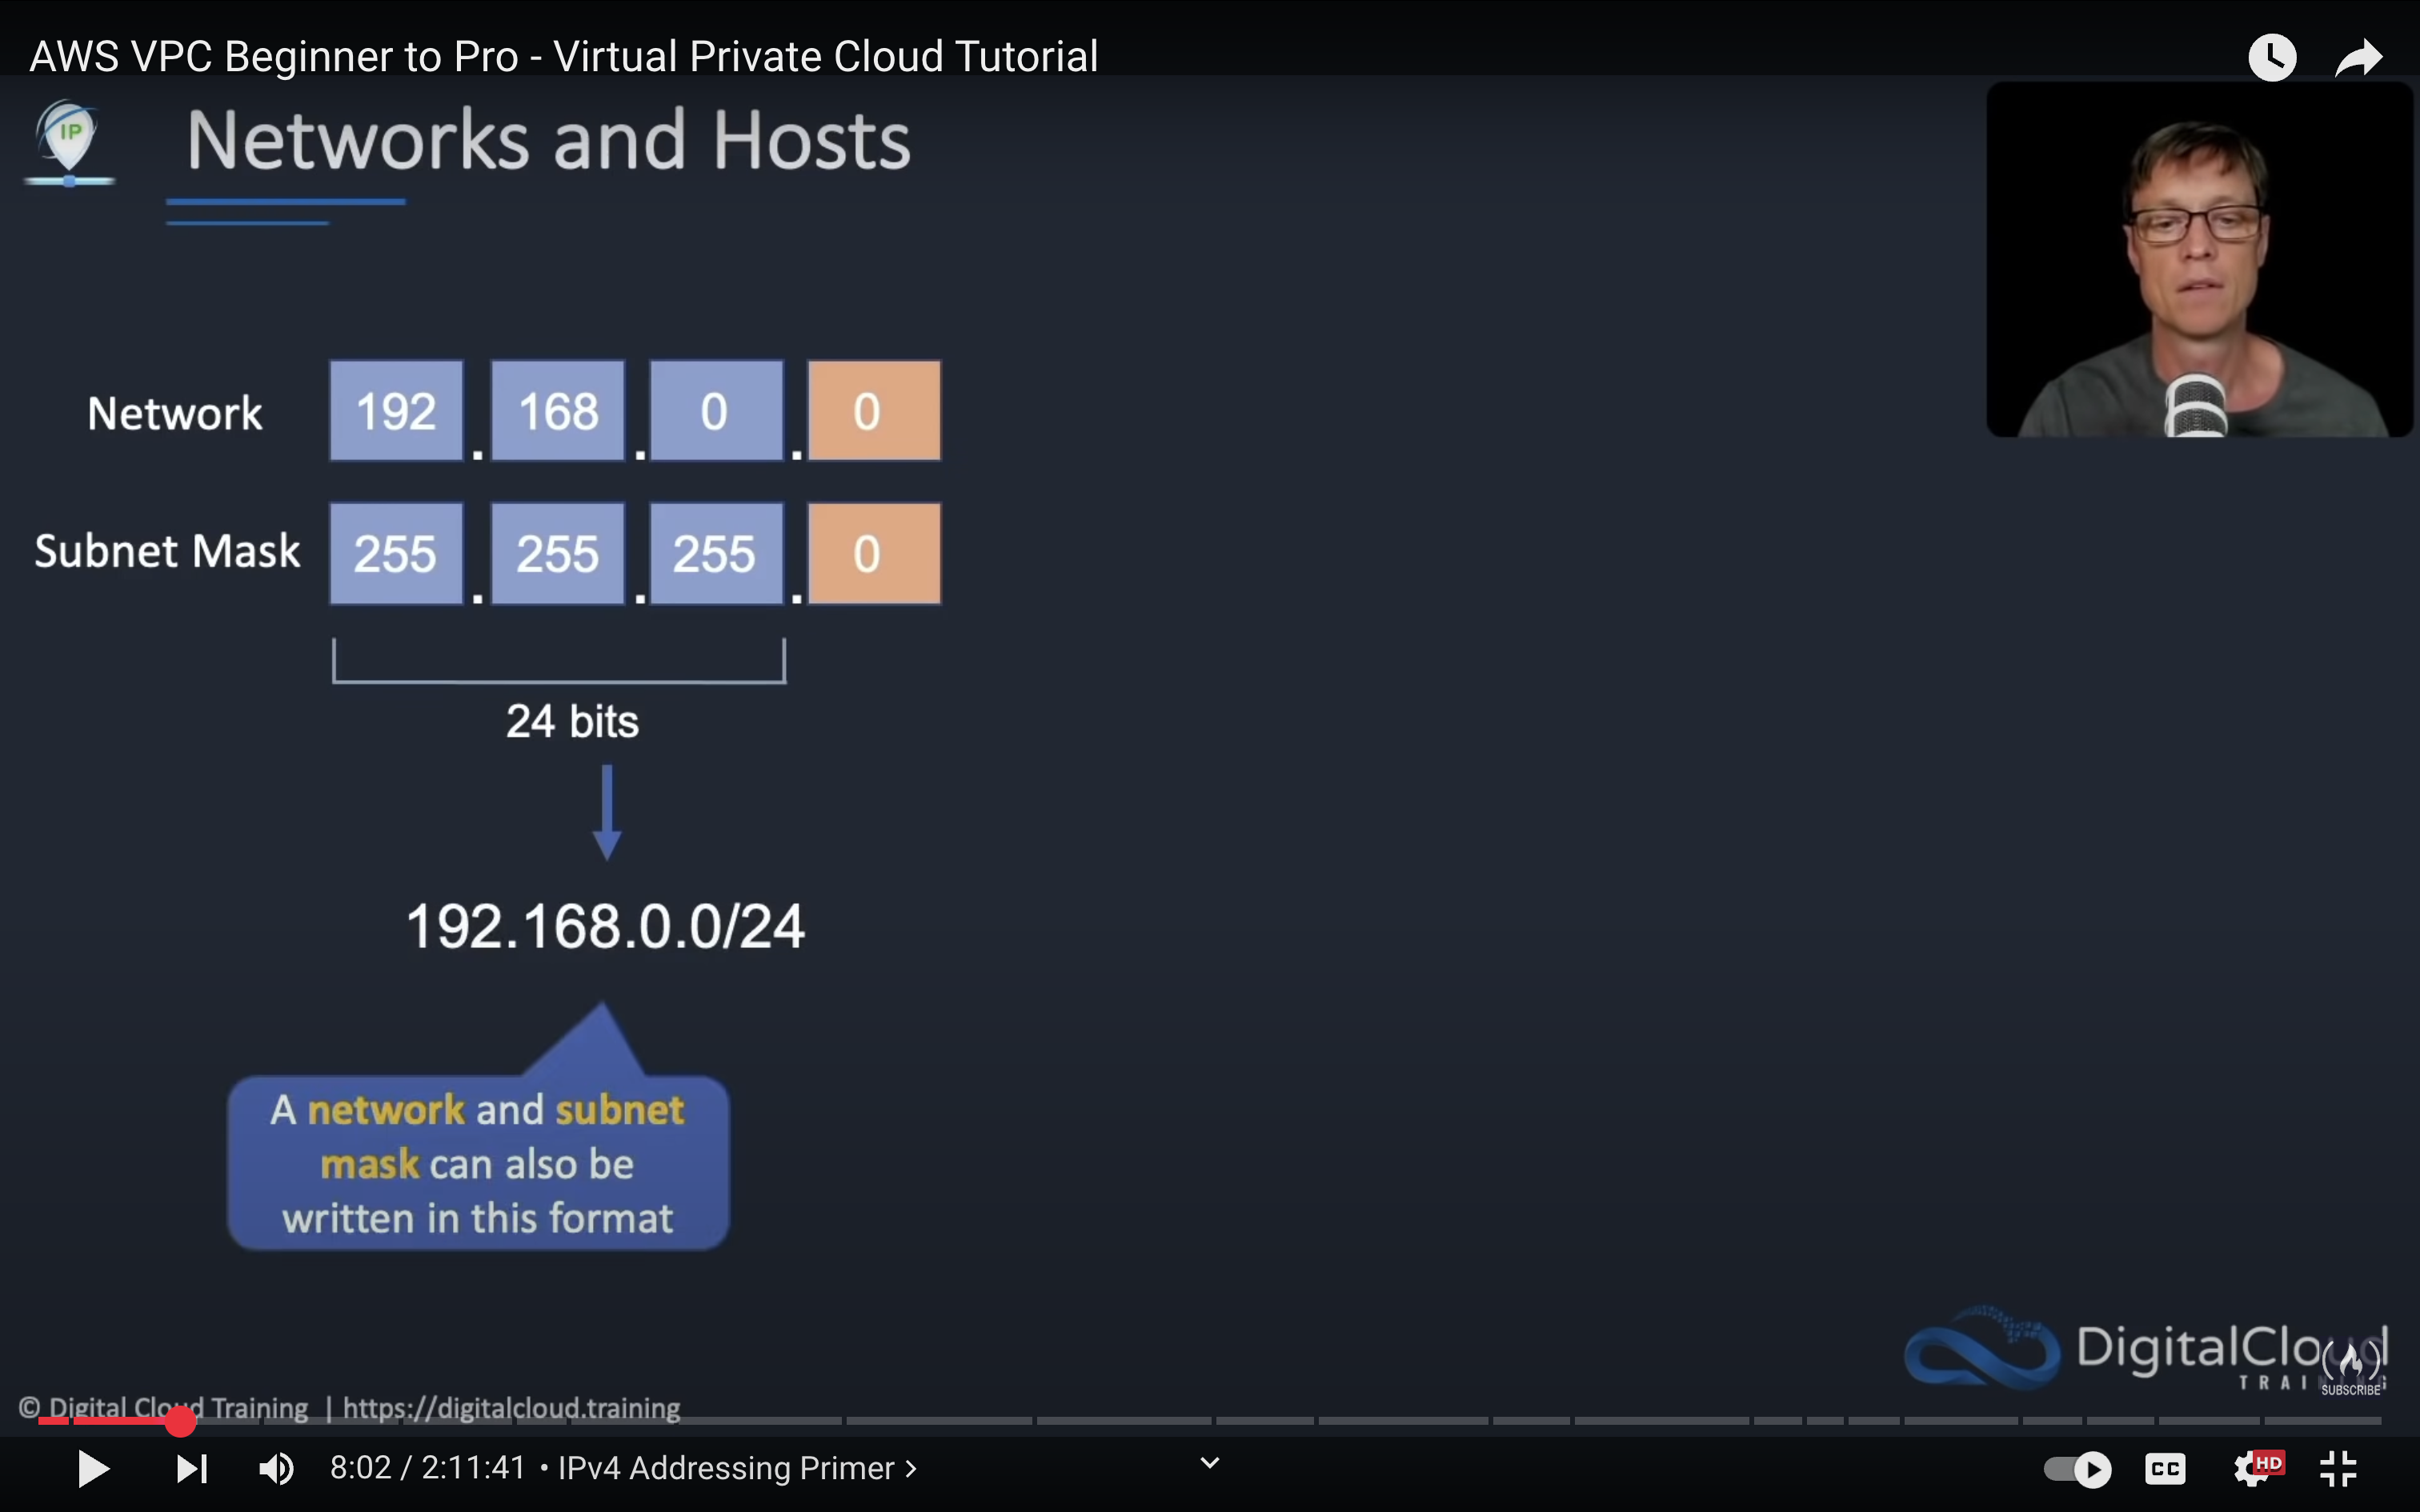 AWS VPC Beginner to Pro - Virtual Private Cloud Tutorial
IP
Networks and Hosts
Network 192 . 168 . 0 . 0
Subnet Mask 255 . 255 . 255 . 0
24 bits
192.168.0.0/24
A network and subnet
mask can also be
written in this format
DigitalCloud
TRAINING
SUBSCRIBE
© Digital Cloud Training | https://digitalcloud.training
8:02 / 2:11:41 • IPv4 Addressing Primer >
CC
HD